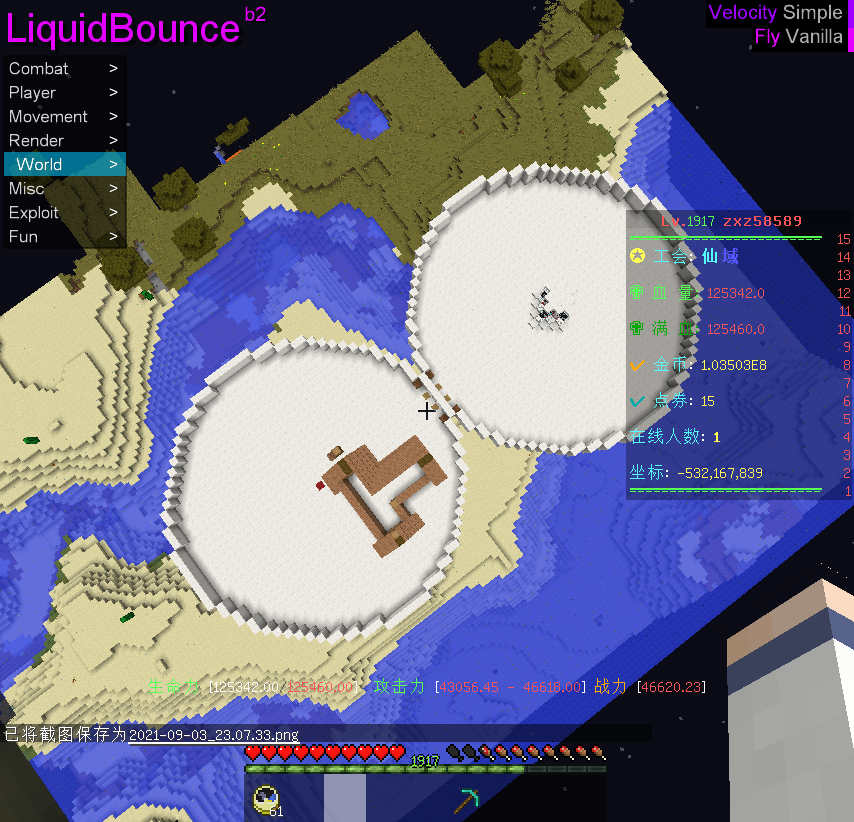 LiquidBounce b2
Velocity Simple
Fly Vanilla
Combat >
Player >
Movement >
Render >
World >
Misc >
Exploit >
Fun >
Lv.1917 zxz58589
工会: 仙域
血 量: 125342.0
满 血: 125460.0
金币: 1.03503E8
点券: 15
在线人数: 1
坐标: -532,167,839
15
14
13
12
11
10
9
8
7
6
5
4
3
2
1
生命力 [125342.00/125460.00] 攻击力 [43056.45 - 46618.00] 战力 [46620.23]
已将截图保存为2021-09-03_23.07.33.png
1917
61